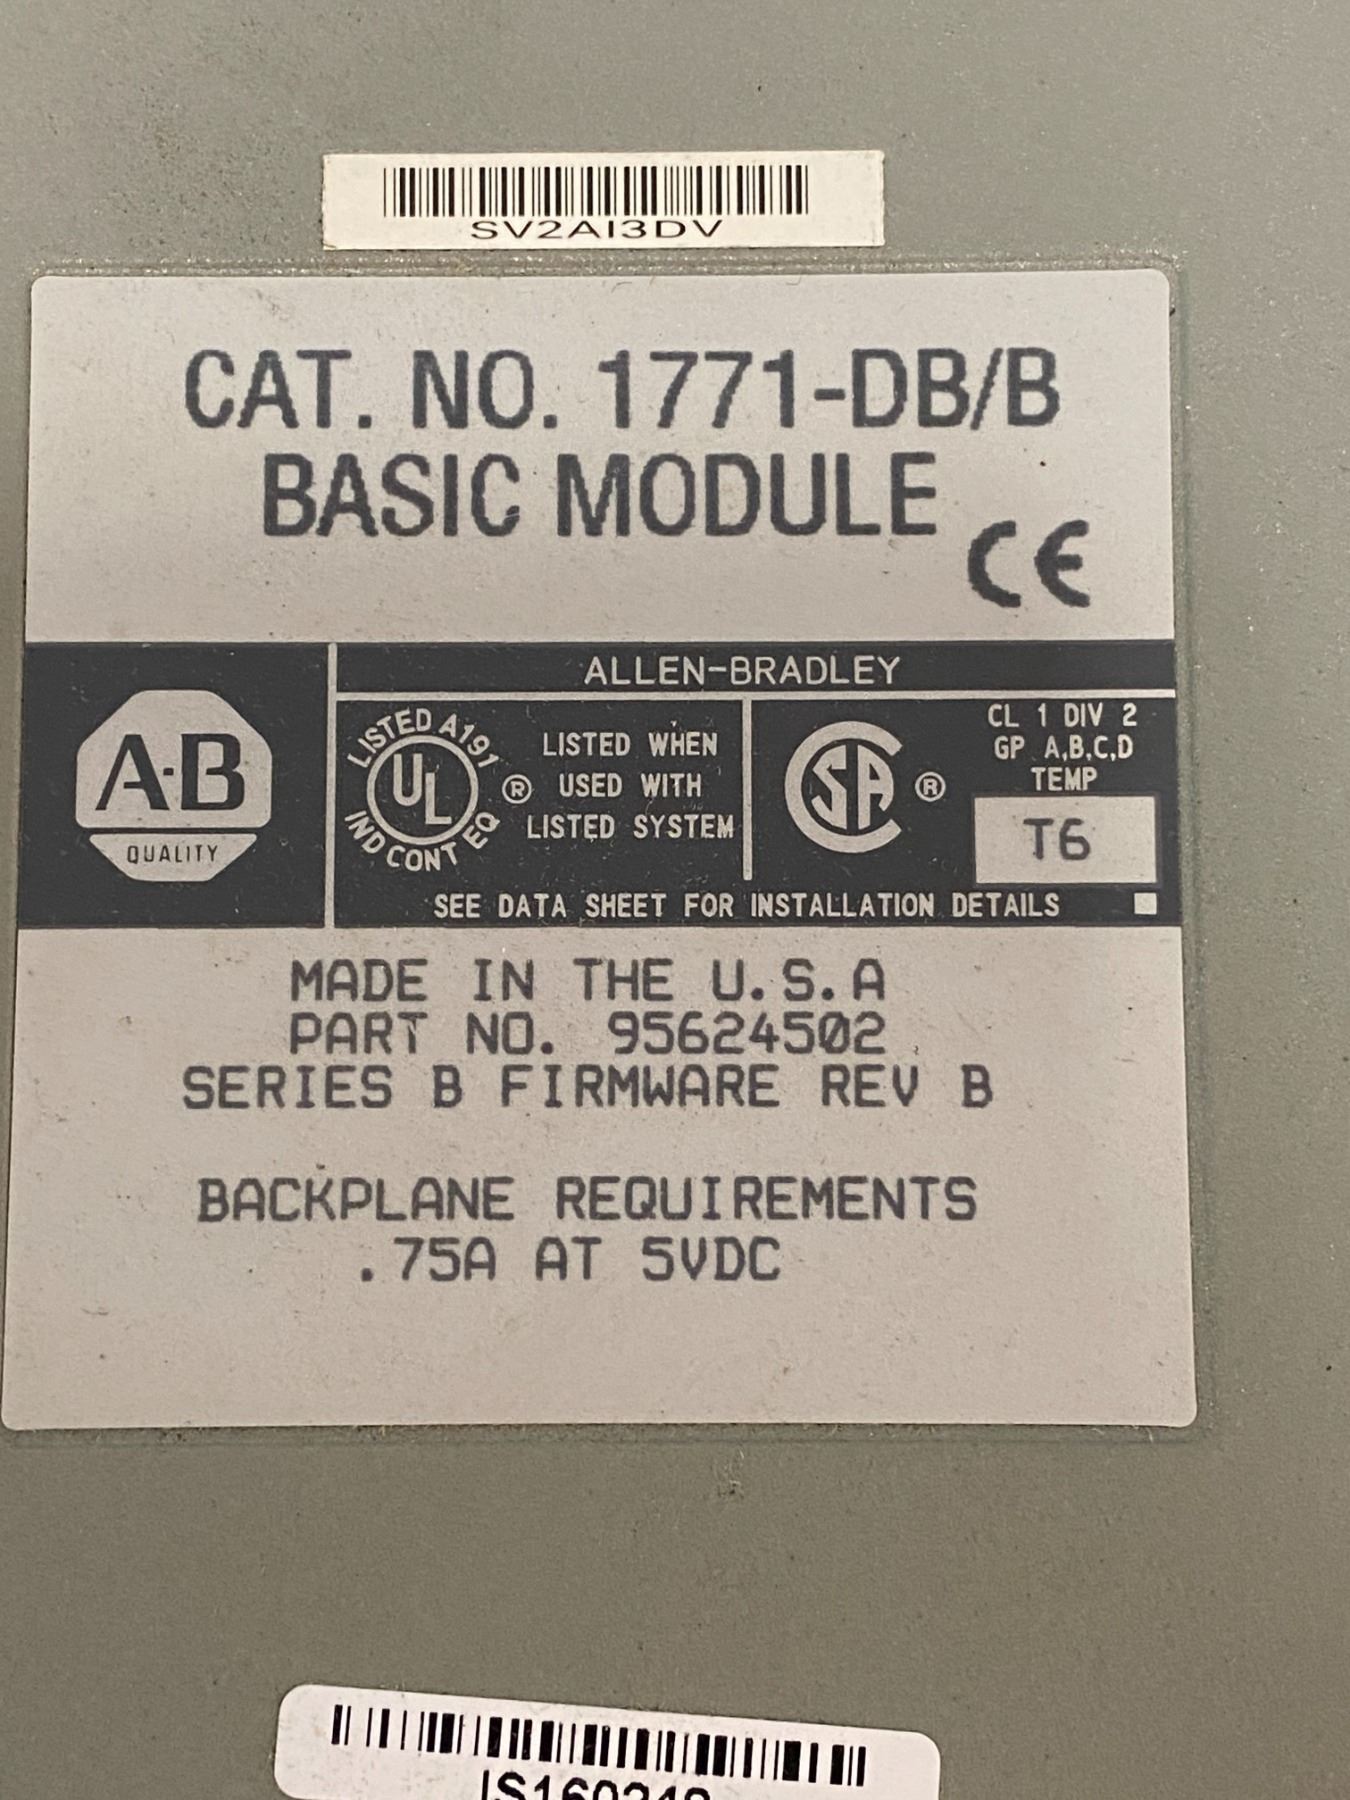 SV2AI3DV
CAT. NO. 1771-DB/B
BASIC MODULE
CE
ALLEN-BRADLEY
A·B
QUALITY
LISTED A191
UL
IND CONT EQ
®
LISTED WHEN
USED WITH
LISTED SYSTEM
CSA
®
CL 1 DIV 2
GP A,B,C,D
TEMP
T6
SEE DATA SHEET FOR INSTALLATION DETAILS
MADE IN THE U.S.A
PART NO. 95624502
SERIES B FIRMWARE REV B
BACKPLANE REQUIREMENTS
.75A AT 5VDC